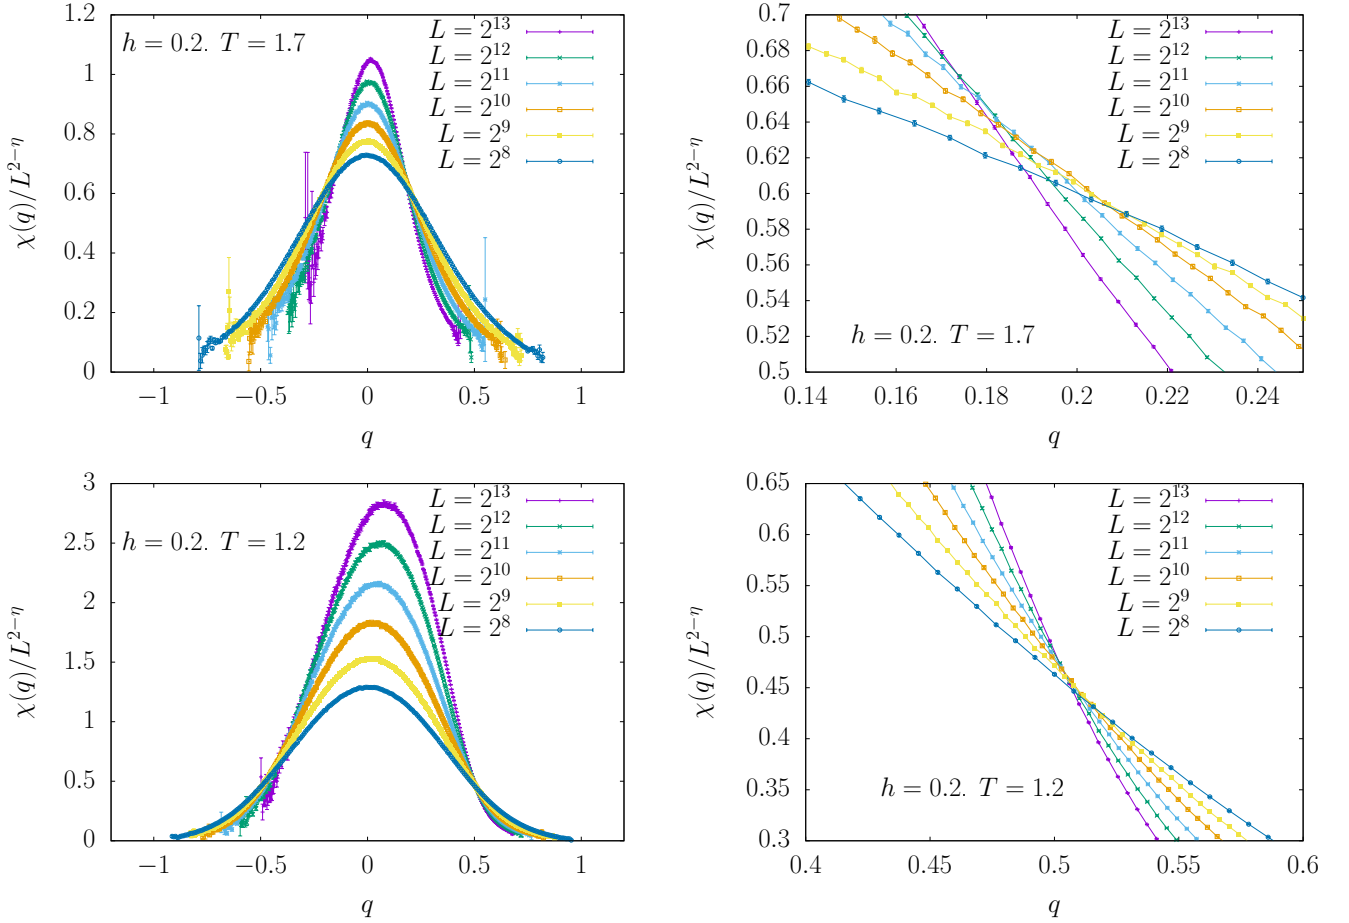 χ(q)/L^{2−η}
1.2
1
0.8
0.6
0.4
0.2
0
−1
−0.5
0
0.5
1
q
h = 0.2. T = 1.7
L = 2^{13}
L = 2^{12}
L = 2^{11}
L = 2^{10}
L = 2^9
L = 2^8
χ(q)/L^{2−η}
0.7
0.68
0.66
0.64
0.62
0.6
0.58
0.56
0.54
0.52
0.5
0.14
0.16
0.18
0.2
0.22
0.24
q
L = 2^{13}
L = 2^{12}
L = 2^{11}
L = 2^{10}
L = 2^9
L = 2^8
h = 0.2. T = 1.7
χ(q)/L^{2−η}
3
2.5
2
1.5
1
0.5
0
−1
−0.5
0
0.5
1
q
h = 0.2. T = 1.2
L = 2^{13}
L = 2^{12}
L = 2^{11}
L = 2^{10}
L = 2^9
L = 2^8
χ(q)/L^{2−η}
0.65
0.6
0.55
0.5
0.45
0.4
0.35
0.3
0.4
0.45
0.5
0.55
0.6
q
L = 2^{13}
L = 2^{12}
L = 2^{11}
L = 2^{10}
L = 2^9
L = 2^8
h = 0.2. T = 1.2